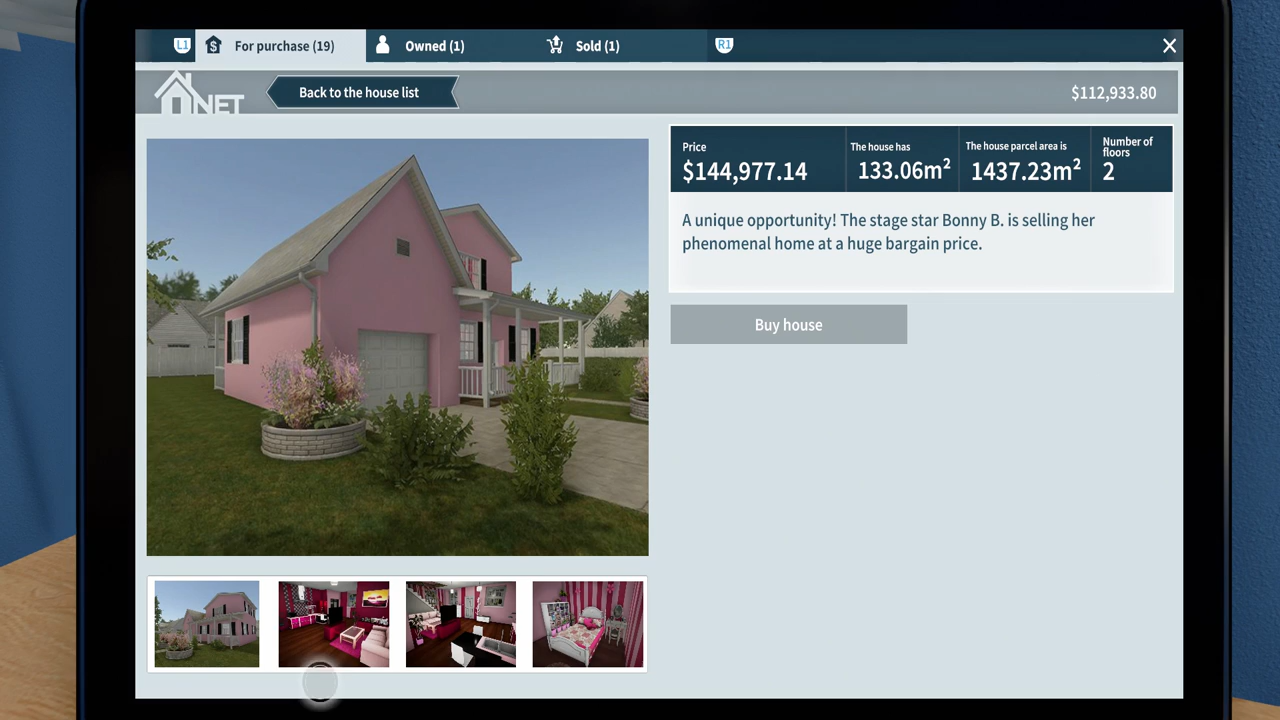 L1
For purchase (19)
Owned (1)
Sold (1)
R1
NET
Back to the house list
$112,933.80
Price
$144,977.14
The house has
133.06m²
The house parcel area is
1437.23m²
Number of
floors
2
A unique opportunity! The stage star Bonny B. is selling her
phenomenal home at a huge bargain price.
Buy house